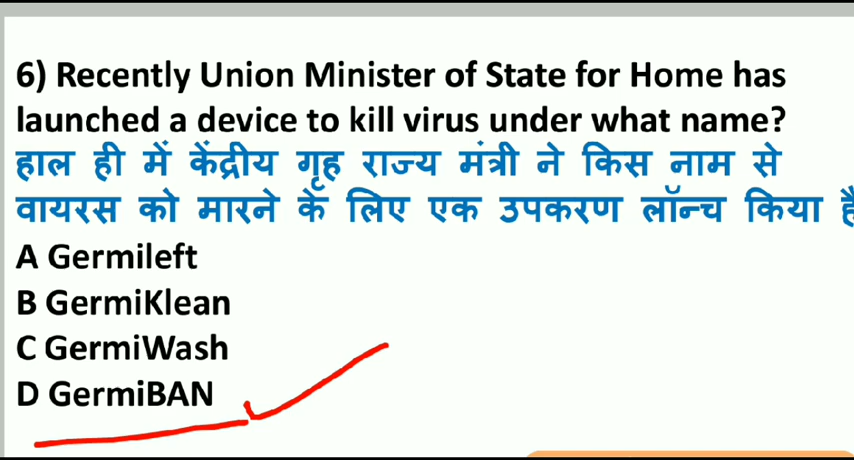 6) Recently Union Minister of State for Home has
launched a device to kill virus under what name?
हाल ही में केंद्रीय गृह राज्य मंत्री ने किस नाम से
वायरस को मारने के लिए एक उपकरण लॉन्च किया है
A Germileft
B GermiKlean
C GermiWash
D GermiBAN